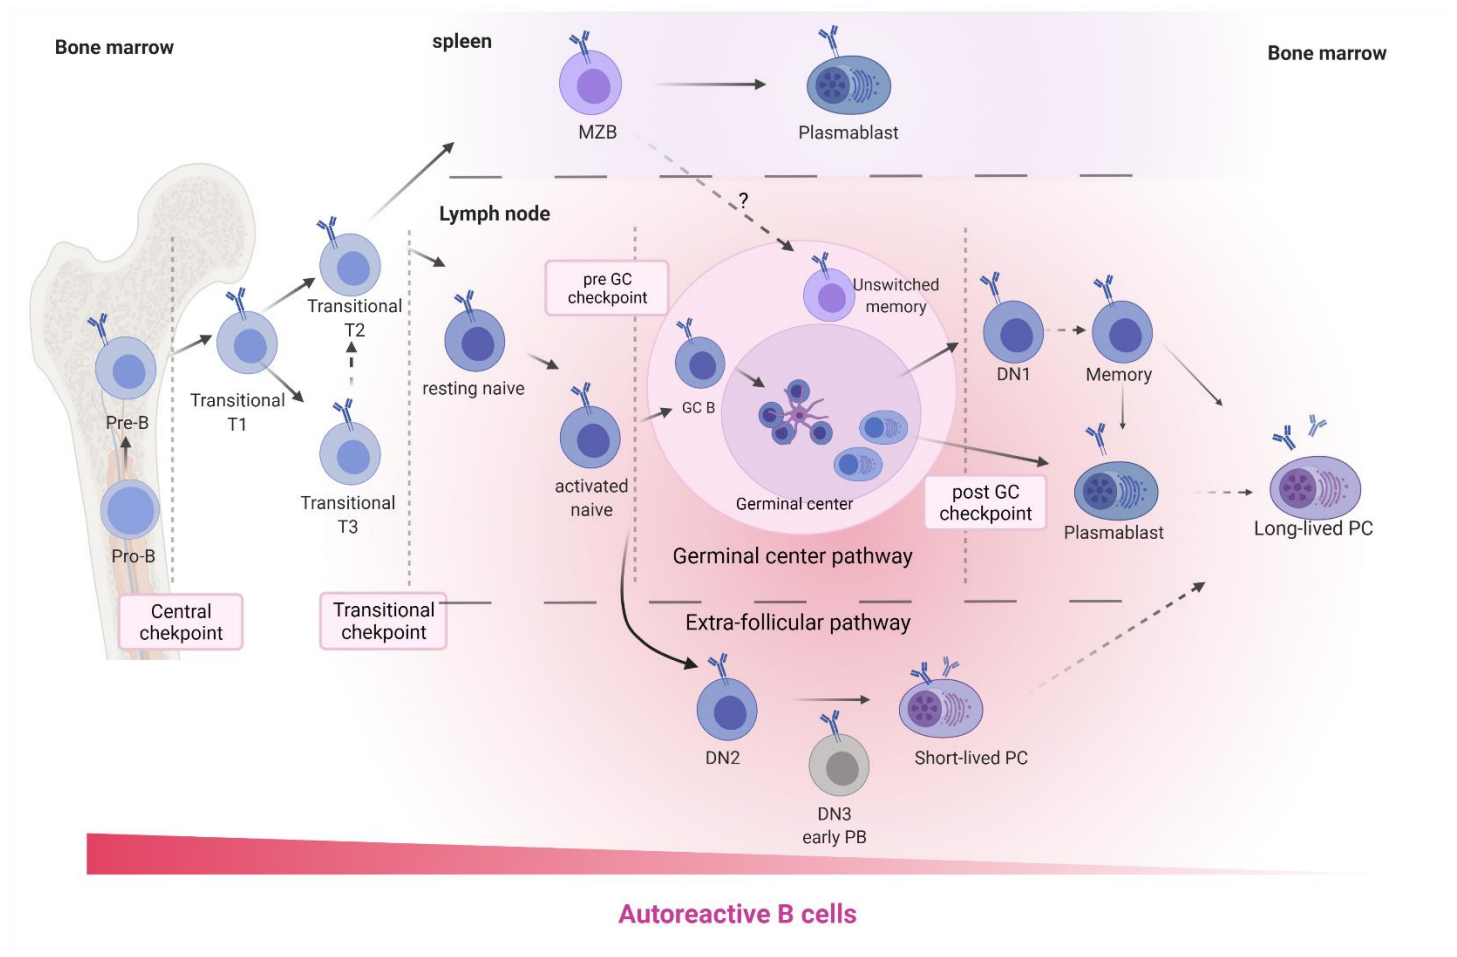 Bone marrow
spleen
Bone marrow
MZB
Plasmablast
?
Lymph node
pre GC
checkpoint
Unswitched
memory
Transitional
T2
resting naive
GC B
DN1
Memory
Transitional
T1
Pre-B
activated
naive
Germinal center
post GC
checkpoint
Transitional
T3
Plasmablast
Long-lived PC
Pro-B
Germinal center pathway
Central
chekpoint
Transitional
chekpoint
Extra-follicular pathway
DN2
Short-lived PC
DN3
early PB
Autoreactive B cells